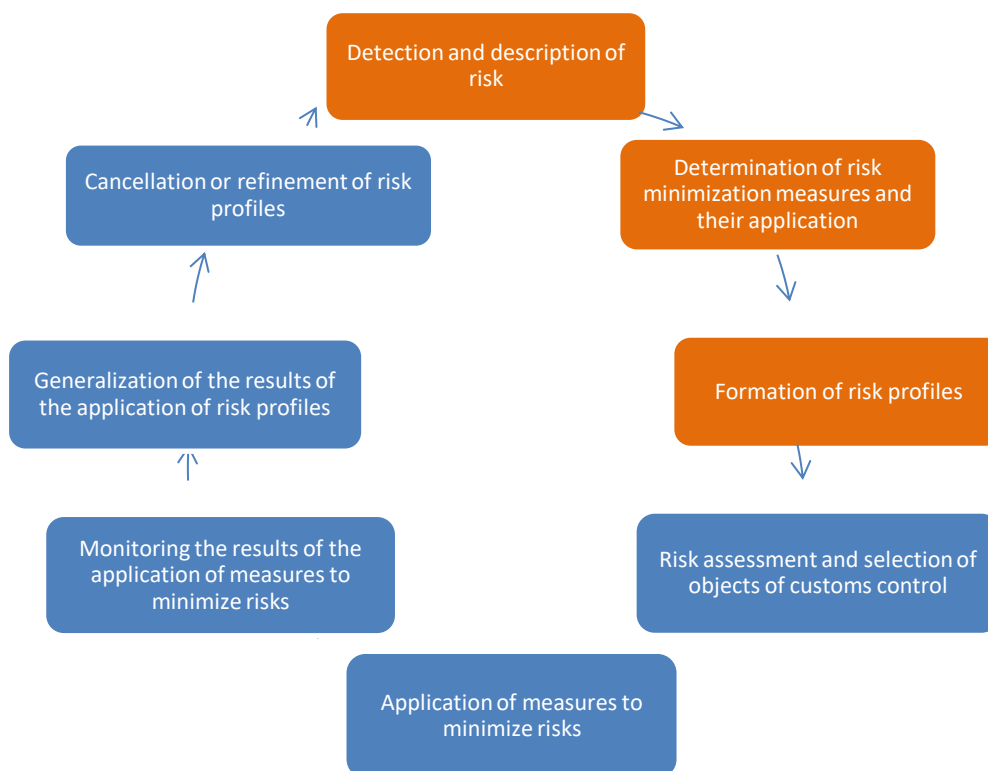 Detection and description of
risk
Determination of risk
minimization measures and
their application
Formation of risk profiles
Risk assessment and selection of
objects of customs control
Application of measures to
minimize risks
Monitoring the results of the
application of measures to
minimize risks
Generalization of the results of
the application of risk profiles
Cancellation or refinement of risk
profiles